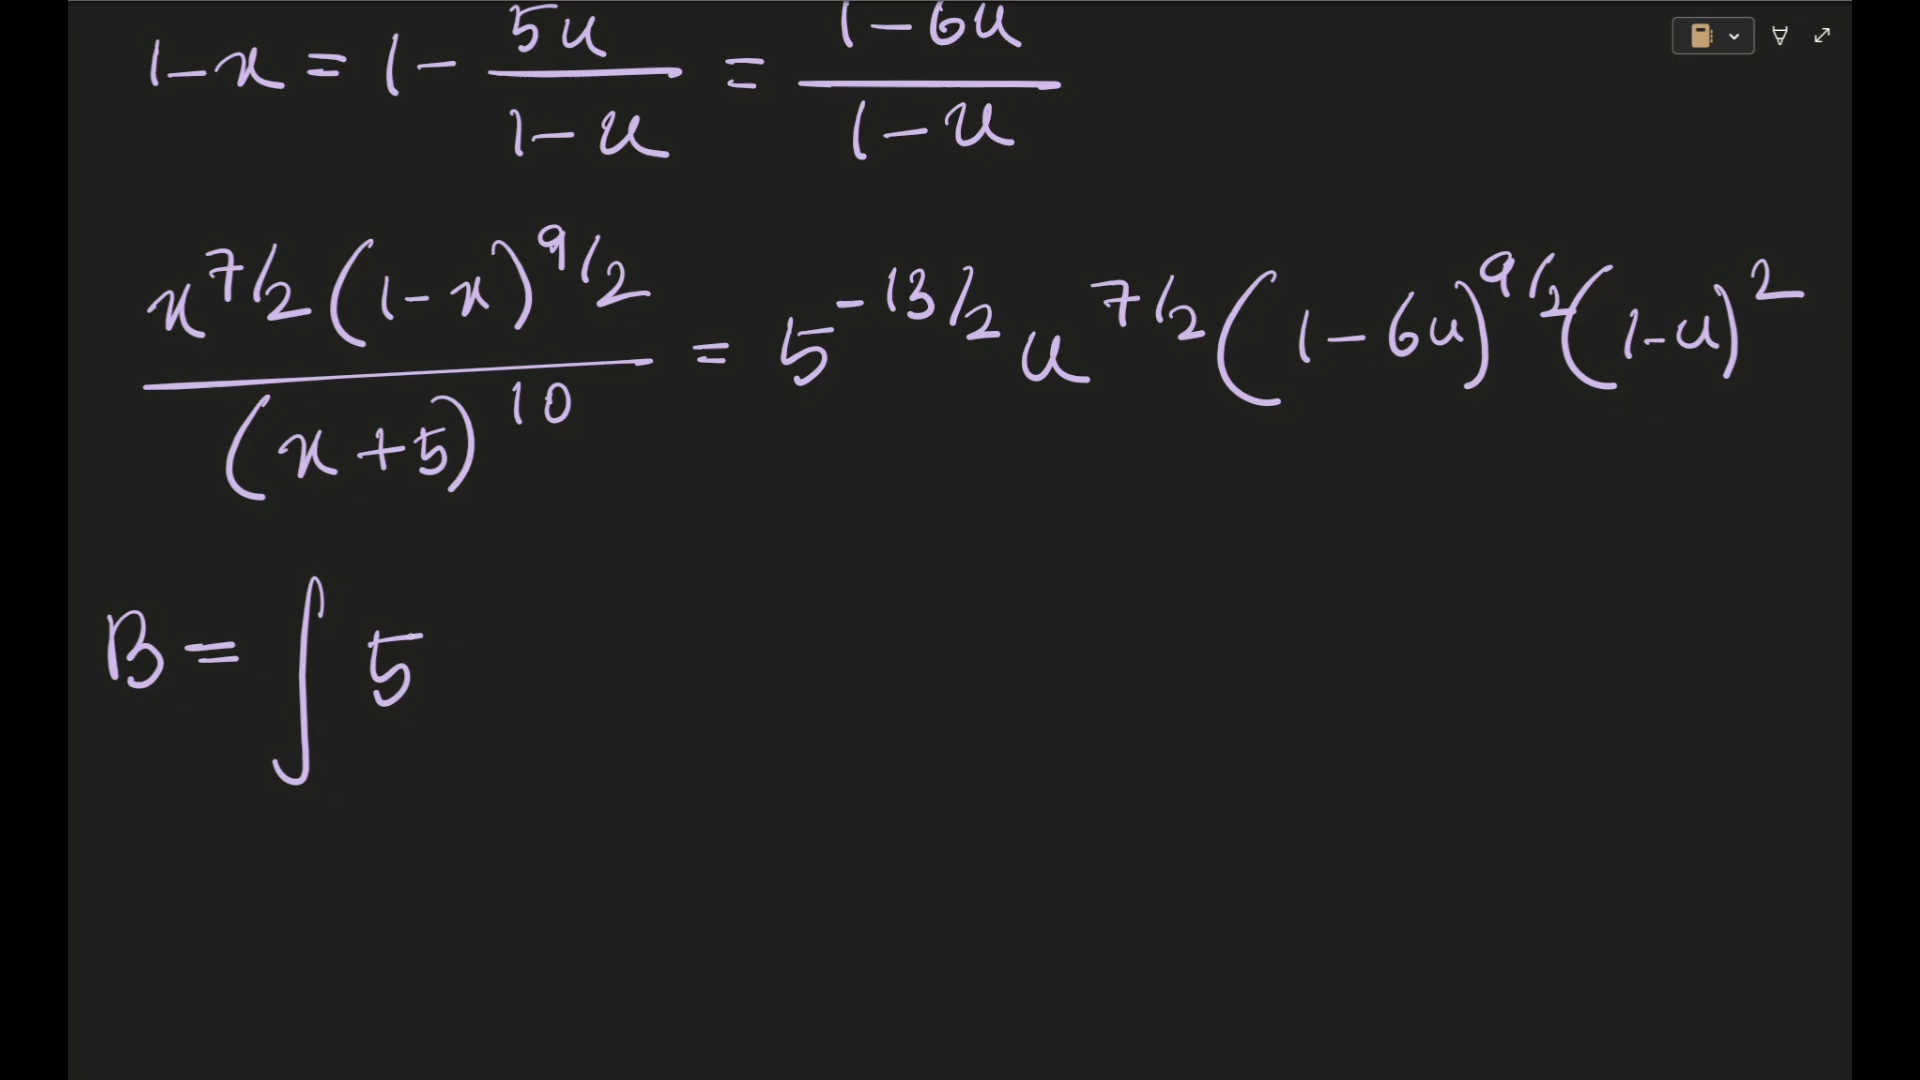 1-x = 1 - 5u/(1-u) = (1-6u)/(1-u)
x^{7/2}(1-x)^{9/2}/(x+5)^{10} = 5^{-13/2} u^{7/2} (1-6u)^{9/2} (1-u)^2
B = ∫ 5